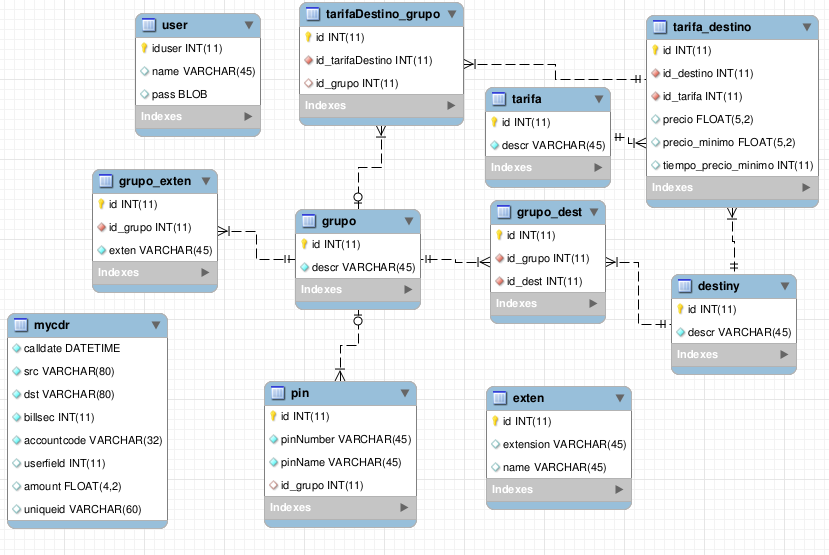 user
iduser INT(11)
name VARCHAR(45)
pass BLOB
Indexes
tarifaDestino_grupo
id INT(11)
id_tarifaDestino INT(11)
id_grupo INT(11)
Indexes
tarifa_destino
id INT(11)
id_destino INT(11)
id_tarifa INT(11)
precio FLOAT(5,2)
precio_minimo FLOAT(5,2)
tiempo_precio_minimo INT(11)
Indexes
tarifa
id INT(11)
descr VARCHAR(45)
Indexes
grupo_exten
id INT(11)
id_grupo INT(11)
exten VARCHAR(45)
Indexes
grupo
id INT(11)
descr VARCHAR(45)
Indexes
grupo_dest
id INT(11)
id_grupo INT(11)
id_dest INT(11)
Indexes
destiny
id INT(11)
descr VARCHAR(45)
Indexes
mycdr
calldate DATETIME
src VARCHAR(80)
dst VARCHAR(80)
billsec INT(11)
accountcode VARCHAR(32)
userfield INT(11)
amount FLOAT(4,2)
uniqueid VARCHAR(60)
pin
id INT(11)
pinNumber VARCHAR(45)
pinName VARCHAR(45)
id_grupo INT(11)
Indexes
exten
id INT(11)
extension VARCHAR(45)
name VARCHAR(45)
Indexes